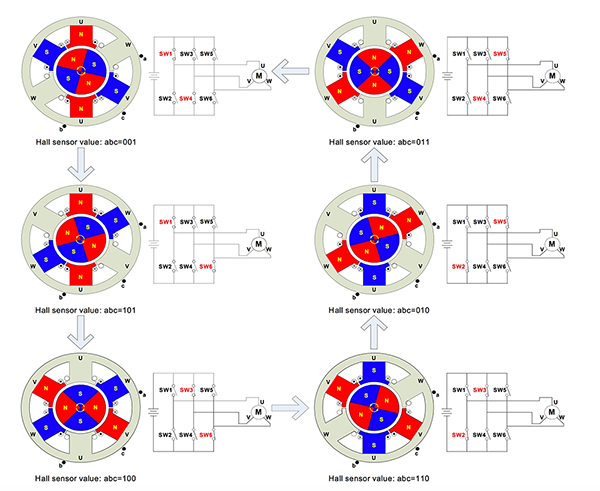 U
N
V S W a
N S
S N
W S V
N
U
b c
SW1 SW3 SW5
U
M
V W
SW2 SW4 SW6
Hall sensor value: abc=001
U
V S N W a
N
S S
N
W N S V
U
b c
SW1 SW3 SW5
U
M
V W
SW2 SW4 SW6
Hall sensor value: abc=011
U
N
V S W a
N S
S N
W S V
N
U
b c
SW1 SW3 SW5
U
M
V W
SW2 SW4 SW6
Hall sensor value: abc=101
U
S
V N W a
S N
N S
W N V
S
U
b c
SW1 SW3 SW5
U
M
V W
SW2 SW4 SW6
Hall sensor value: abc=010
U
V N S W a
S
N N
S
W S N V
U
b c
SW1 SW3 SW5
U
M
V W
SW2 SW4 SW6
Hall sensor value: abc=100
U
S
V N W a
S N
N S
W N V
S
U
b c
SW1 SW3 SW5
U
M
V W
SW2 SW4 SW6
Hall sensor value: abc=110